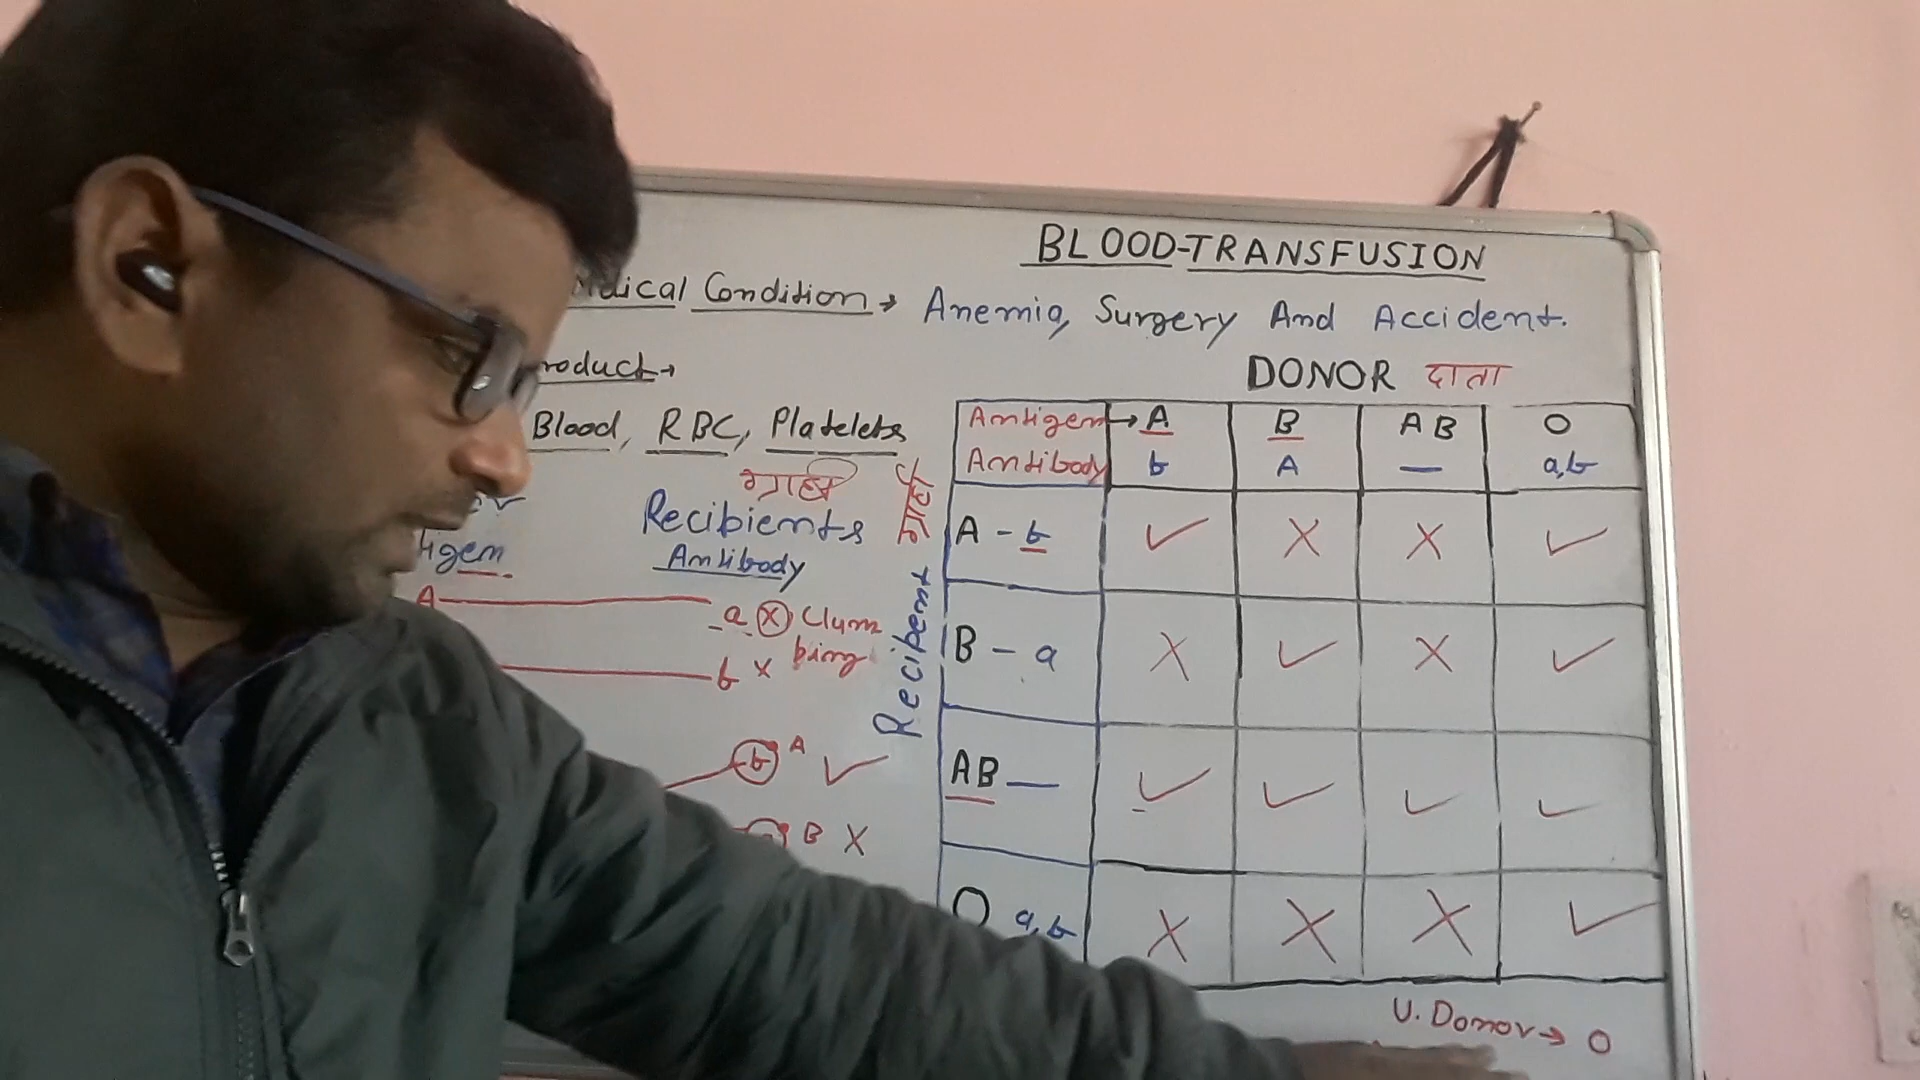 BLOOD-TRANSFUSION
Condition → Anemia, Surgery And Accident.
DONOR दाता
Blood, RBC, Platelets
Recibients
Antibody
A — a ⊗ Clum
bing
b x
b A ✓
B X
Recibent
Antigen → A B AB O
Antibody b A — a,b
A - b ✓ X X ✓
B - a X ✓ X ✓
AB — ✓ ✓ ✓ ✓
O a,b X X X ✓
U. Donor → O